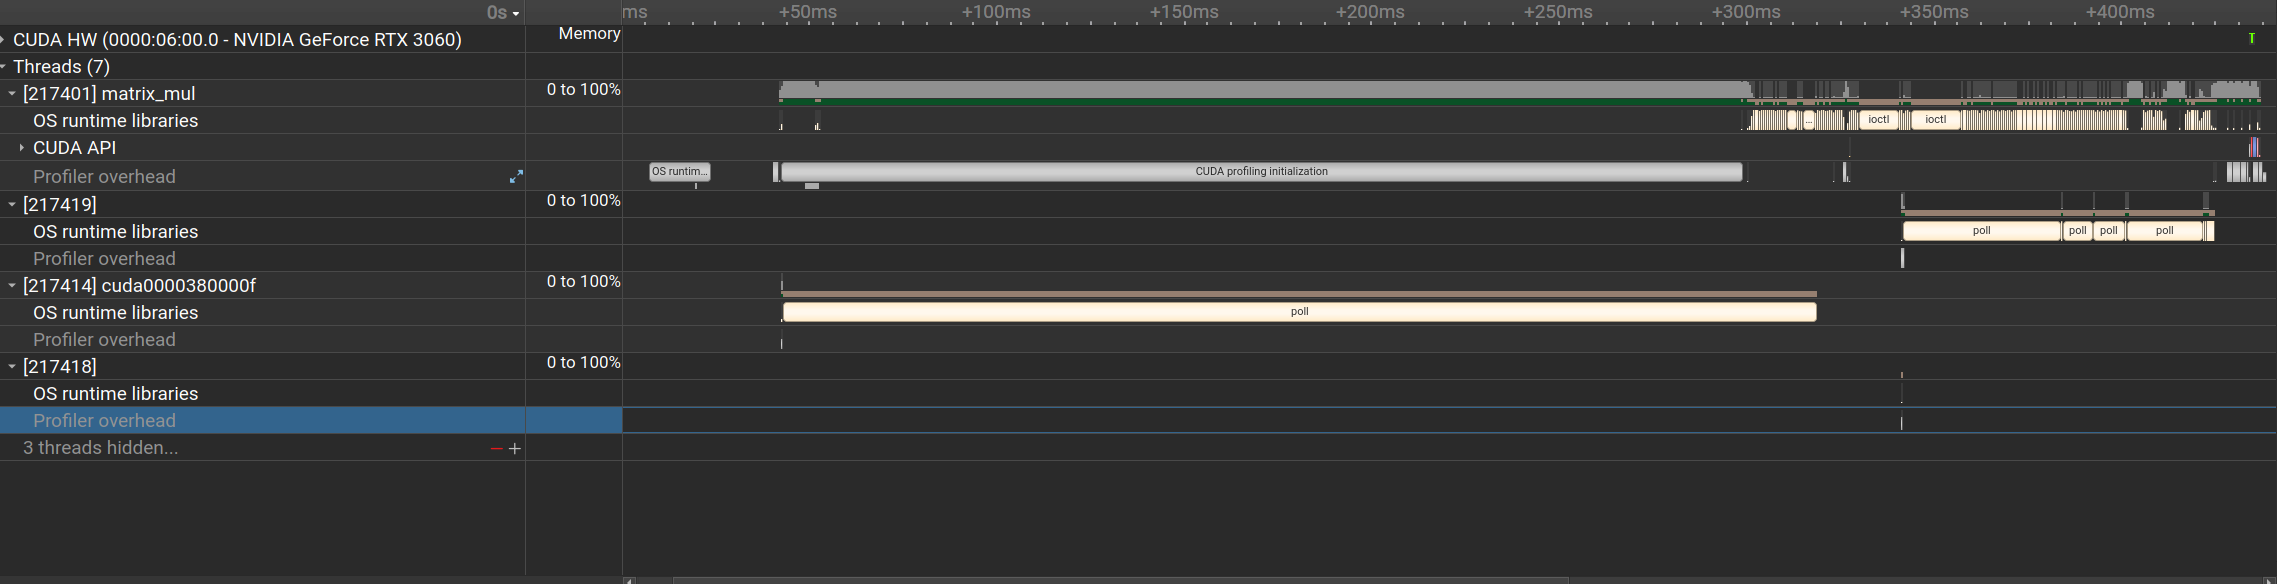 0s ms +50ms +100ms +150ms +200ms +250ms +300ms +350ms +400ms
CUDA HW (0000:06:00.0 - NVIDIA GeForce RTX 3060) Memory
Threads (7)
[217401] matrix_mul 0 to 100%
OS runtime libraries ... ioctl ioctl
CUDA API
Profiler overhead OS runtim... CUDA profiling initialization
[217419] 0 to 100%
OS runtime libraries poll poll poll poll
Profiler overhead
[217414] cuda0000380000f 0 to 100%
OS runtime libraries poll
Profiler overhead
[217418] 0 to 100%
OS runtime libraries
Profiler overhead
3 threads hidden... − +